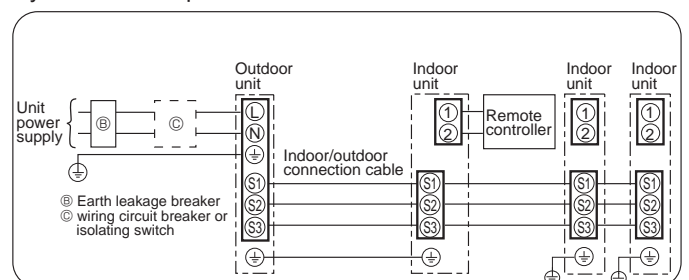 Outdoor
unit
Indoor
unit
Indoor
unit
Indoor
unit
Unit
power
supply
Ⓑ
Ⓒ
L
N
1
2
Remote
controller
1
2
1
2
Indoor/outdoor
connection cable
S1
S2
S3
S1
S2
S3
S1
S2
S3
S1
S2
S3
Ⓑ Earth leakage breaker
Ⓒ wiring circuit breaker or
isolating switch